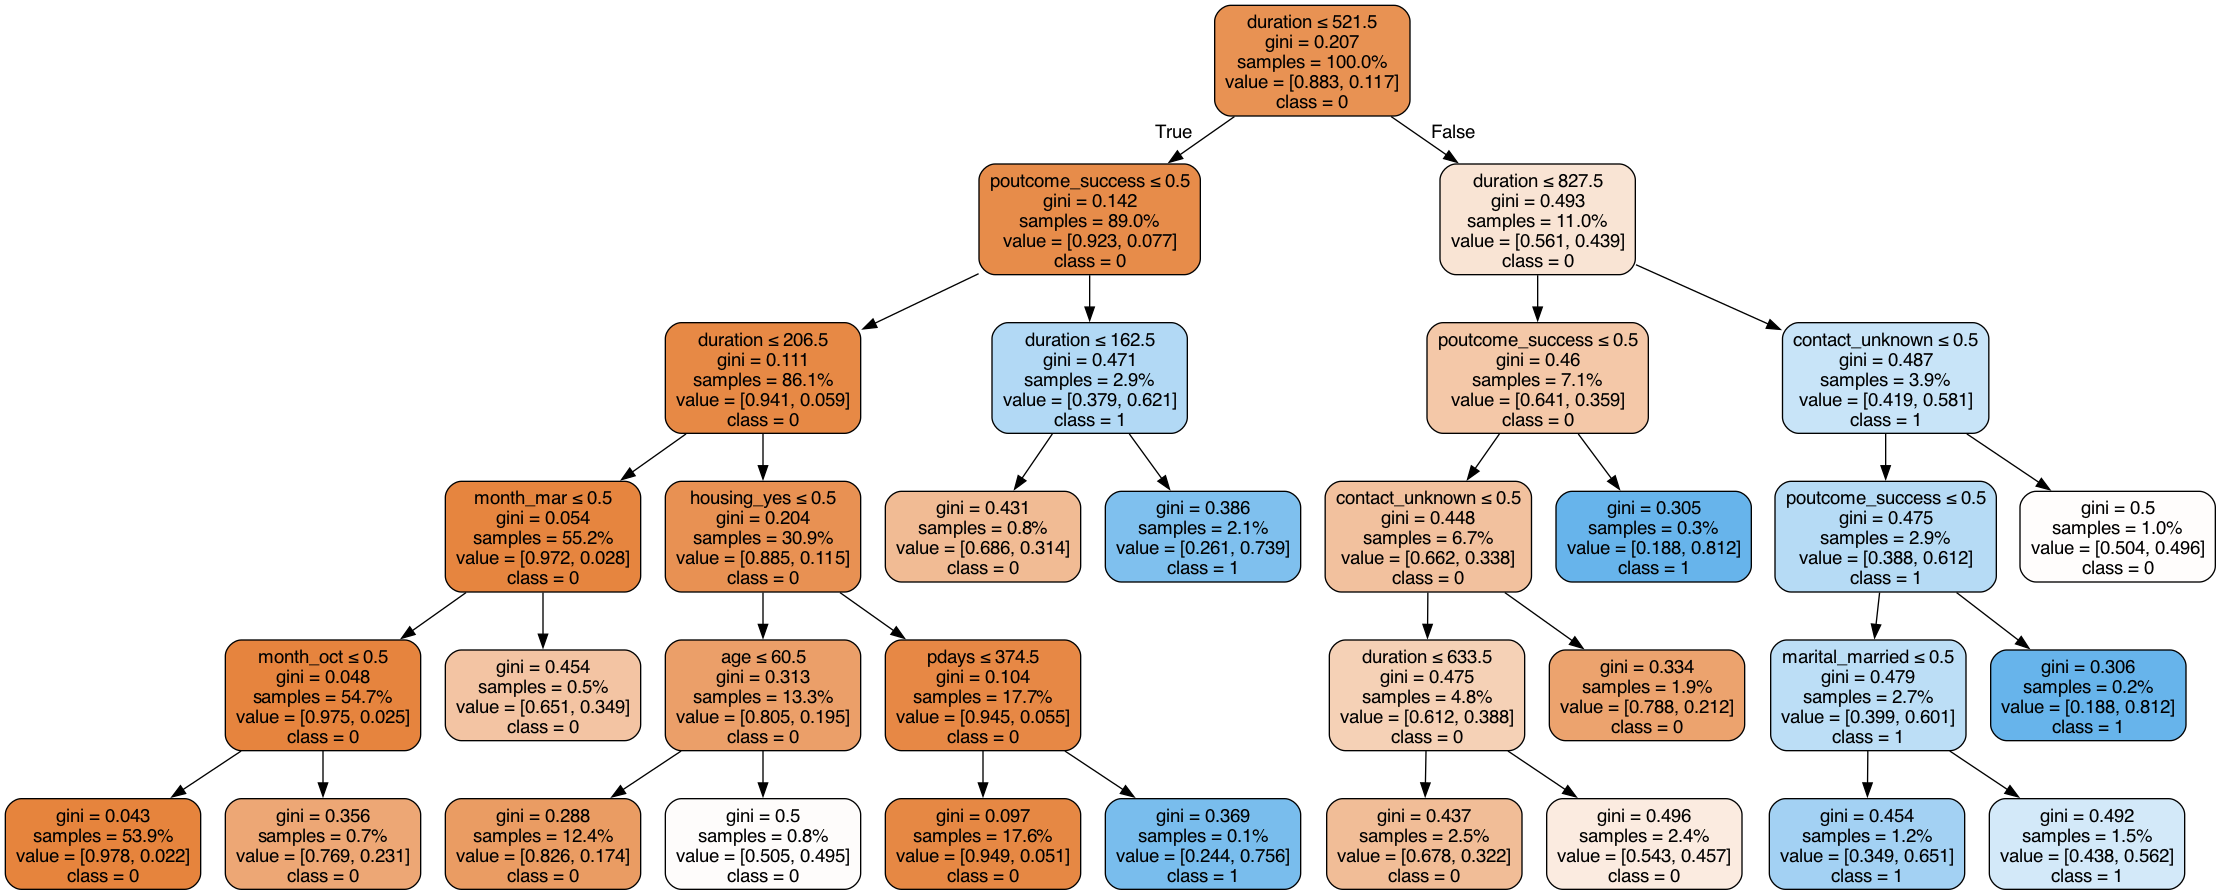 duration ≤ 521.5
gini = 0.207
samples = 100.0%
value = [0.883, 0.117]
class = 0
True
False
poutcome_success ≤ 0.5
gini = 0.142
samples = 89.0%
value = [0.923, 0.077]
class = 0
duration ≤ 827.5
gini = 0.493
samples = 11.0%
value = [0.561, 0.439]
class = 0
duration ≤ 206.5
gini = 0.111
samples = 86.1%
value = [0.941, 0.059]
class = 0
duration ≤ 162.5
gini = 0.471
samples = 2.9%
value = [0.379, 0.621]
class = 1
poutcome_success ≤ 0.5
gini = 0.46
samples = 7.1%
value = [0.641, 0.359]
class = 0
contact_unknown ≤ 0.5
gini = 0.487
samples = 3.9%
value = [0.419, 0.581]
class = 1
month_mar ≤ 0.5
gini = 0.054
samples = 55.2%
value = [0.972, 0.028]
class = 0
housing_yes ≤ 0.5
gini = 0.204
samples = 30.9%
value = [0.885, 0.115]
class = 0
gini = 0.431
samples = 0.8%
value = [0.686, 0.314]
class = 0
gini = 0.386
samples = 2.1%
value = [0.261, 0.739]
class = 1
contact_unknown ≤ 0.5
gini = 0.448
samples = 6.7%
value = [0.662, 0.338]
class = 0
gini = 0.305
samples = 0.3%
value = [0.188, 0.812]
class = 1
poutcome_success ≤ 0.5
gini = 0.475
samples = 2.9%
value = [0.388, 0.612]
class = 1
gini = 0.5
samples = 1.0%
value = [0.504, 0.496]
class = 0
month_oct ≤ 0.5
gini = 0.048
samples = 54.7%
value = [0.975, 0.025]
class = 0
gini = 0.454
samples = 0.5%
value = [0.651, 0.349]
class = 0
age ≤ 60.5
gini = 0.313
samples = 13.3%
value = [0.805, 0.195]
class = 0
pdays ≤ 374.5
gini = 0.104
samples = 17.7%
value = [0.945, 0.055]
class = 0
duration ≤ 633.5
gini = 0.475
samples = 4.8%
value = [0.612, 0.388]
class = 0
gini = 0.334
samples = 1.9%
value = [0.788, 0.212]
class = 0
marital_married ≤ 0.5
gini = 0.479
samples = 2.7%
value = [0.399, 0.601]
class = 1
gini = 0.306
samples = 0.2%
value = [0.188, 0.812]
class = 1
gini = 0.043
samples = 53.9%
value = [0.978, 0.022]
class = 0
gini = 0.356
samples = 0.7%
value = [0.769, 0.231]
class = 0
gini = 0.288
samples = 12.4%
value = [0.826, 0.174]
class = 0
gini = 0.5
samples = 0.8%
value = [0.505, 0.495]
class = 0
gini = 0.097
samples = 17.6%
value = [0.949, 0.051]
class = 0
gini = 0.369
samples = 0.1%
value = [0.244, 0.756]
class = 1
gini = 0.437
samples = 2.5%
value = [0.678, 0.322]
class = 0
gini = 0.496
samples = 2.4%
value = [0.543, 0.457]
class = 0
gini = 0.454
samples = 1.2%
value = [0.349, 0.651]
class = 1
gini = 0.492
samples = 1.5%
value = [0.438, 0.562]
class = 1